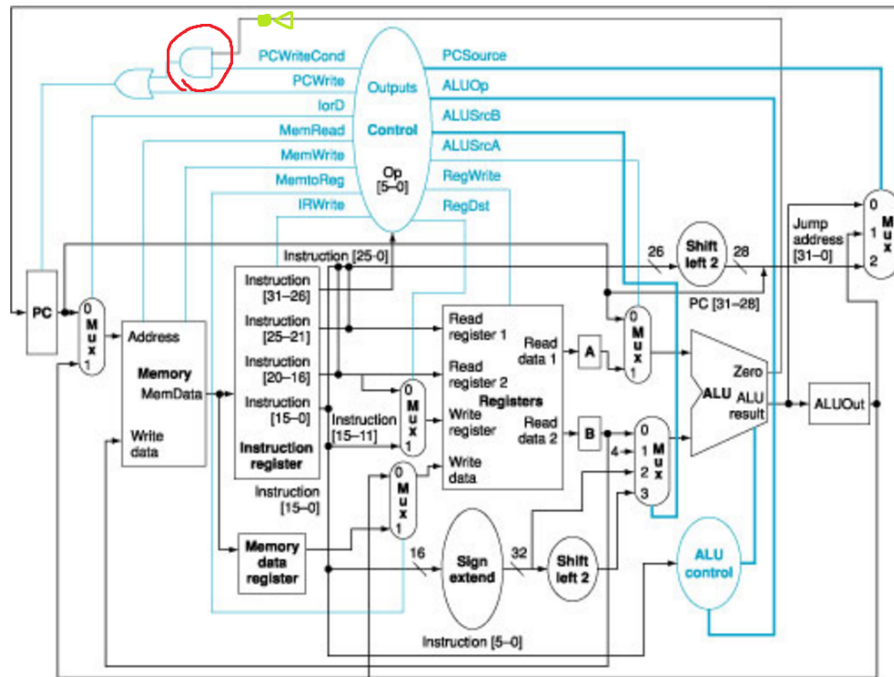 PCWriteCond
PCSource
PCWrite
Outputs
ALUOp
IorD
ALUSrcB
MemRead
Control
ALUSrcA
MemWrite
Op
[5–0]
RegWrite
MemtoReg
RegDst
IRWrite
Instruction [25-0]
26
Shift
left 2
28
Jump
address
[31–0]
0
1
2
Mux
PC [31–28]
PC
0
Mux
1
Address
Memory
MemData
Write
data
Instruction
[31–26]
Instruction
[25–21]
Instruction
[20–16]
Instruction
[15–0]
Instruction
register
Instruction
[15–11]
Instruction
[15–0]
0
Mux
1
0
Mux
1
Read
register 1
Read
register 2
Write
register
Write
data
Registers
Read
data 1
Read
data 2
A
B
0
Mux
1
4
0
1
2
3
Mux
Zero
ALU
ALU
result
ALUOut
Memory
data
register
16
Sign
extend
32
Shift
left 2
ALU
control
Instruction [5–0]